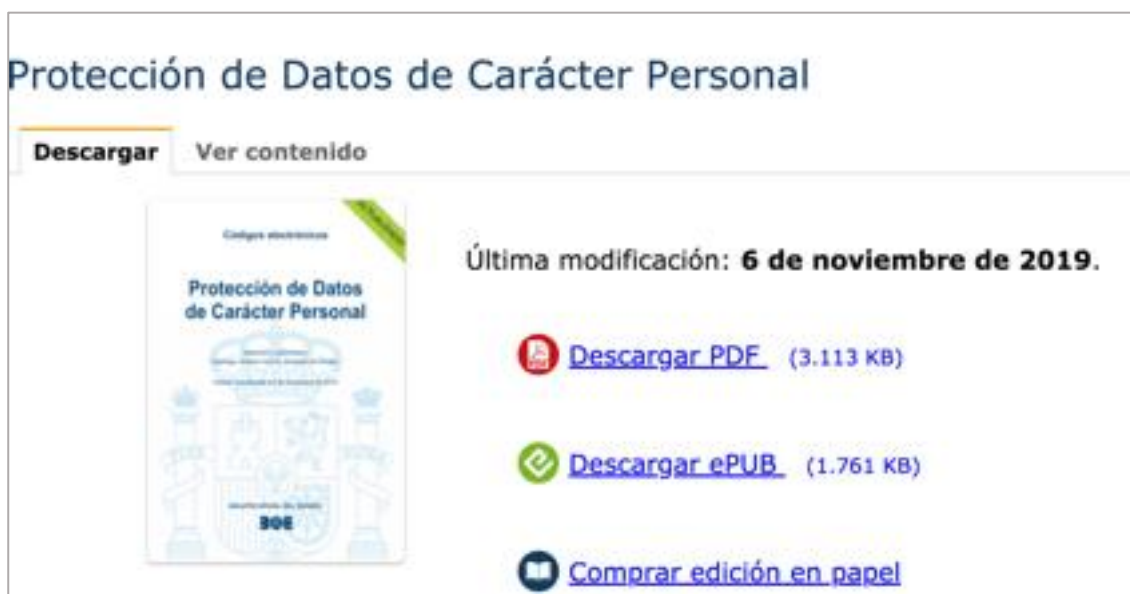 Protección de Datos de Carácter Personal
Descargar Ver contenido
Códigos electrónicos
Protección de Datos
de Carácter Personal
BOE
Última modificación: 6 de noviembre de 2019.
Descargar PDF (3.113 KB)
Descargar ePUB (1.761 KB)
Comprar edición en papel